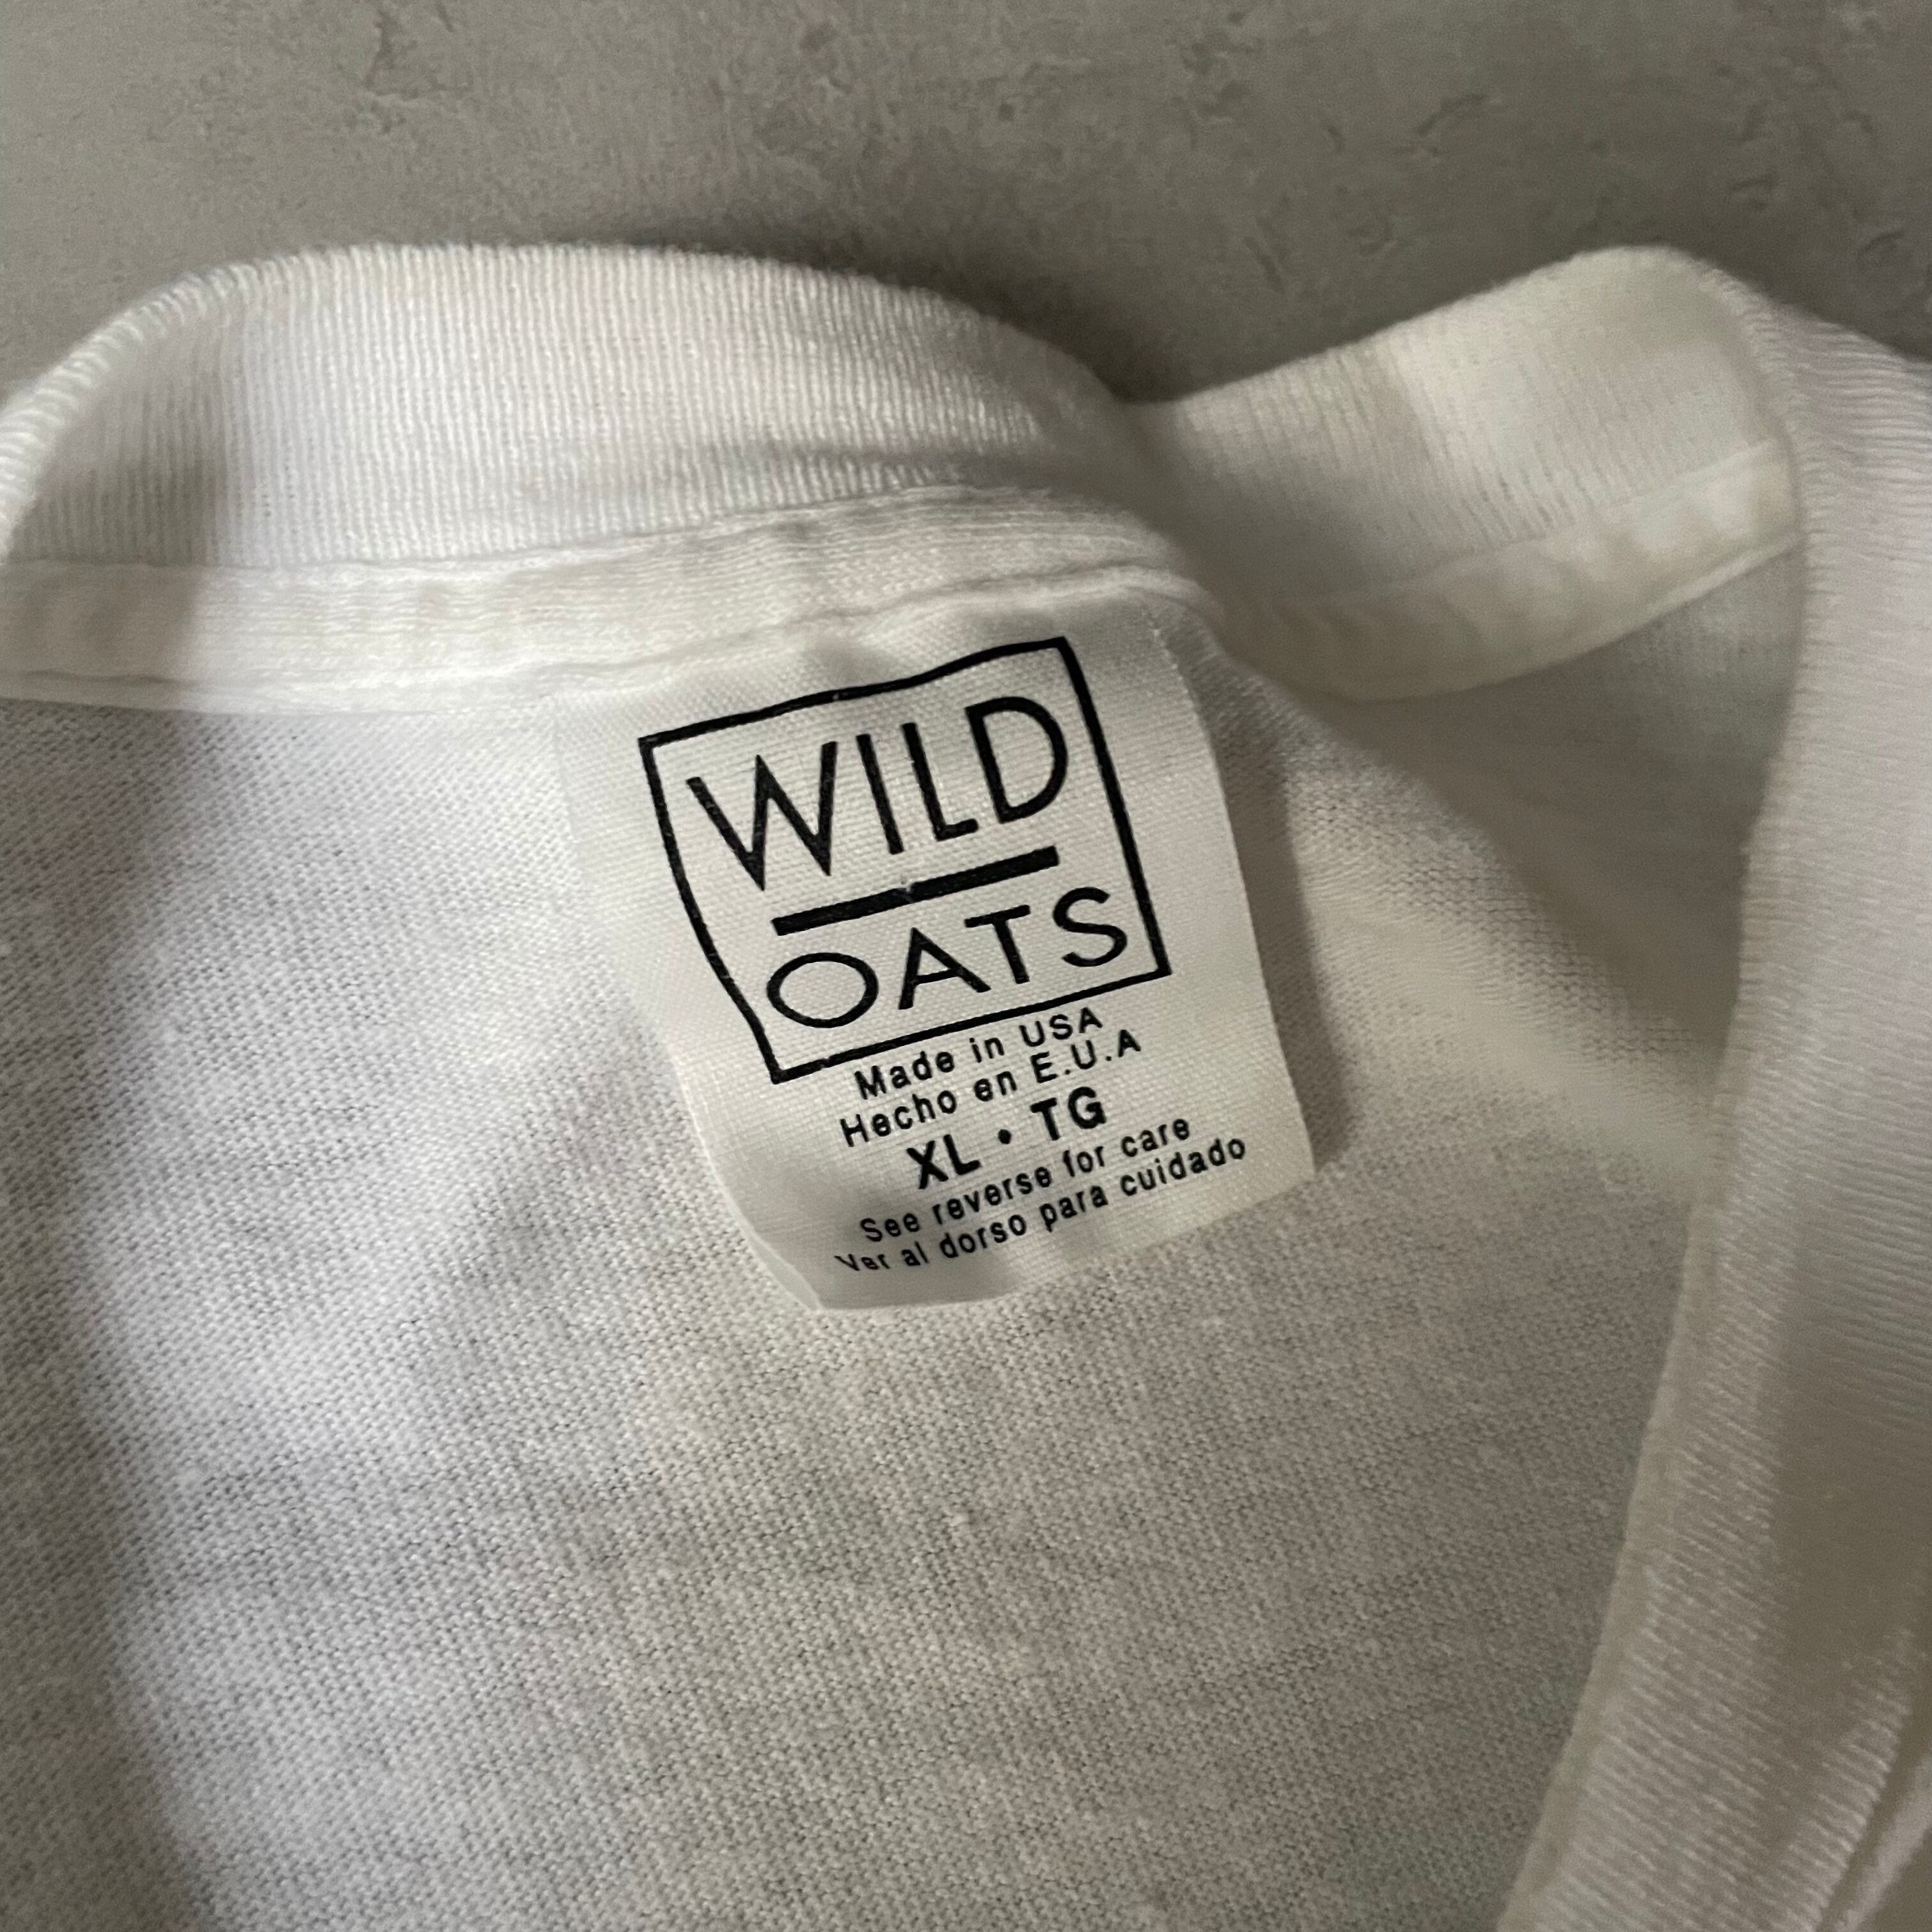 WILD
OATS
Made in USA
Hecho en E.U.A
XL • TG
See reverse for care
Ver al dorso para cuidado